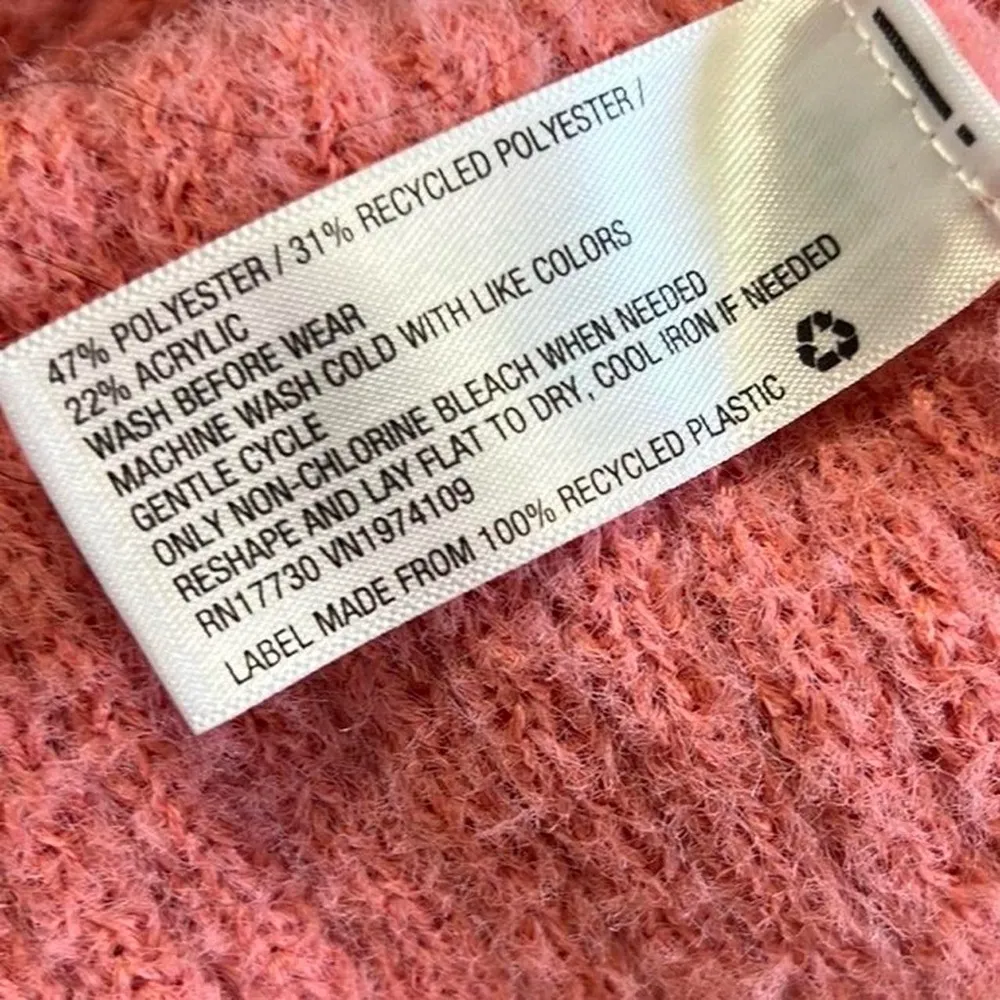 47% POLYESTER / 31% RECYCLED POLYESTER /
22% ACRYLIC
WASH BEFORE WEAR
MACHINE WASH COLD WITH LIKE COLORS
GENTLE CYCLE
ONLY NON-CHLORINE BLEACH WHEN NEEDED
RESHAPE AND LAY FLAT TO DRY, COOL IRON IF NEEDED
RN17730 VN1974109
LABEL MADE FROM 100% RECYCLED PLASTIC